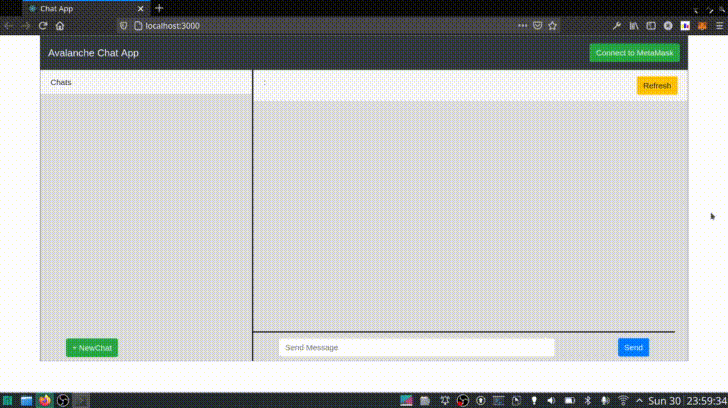 Chat App
localhost:3000
Avalanche Chat App
Connect to MetaMask
Chats
:
Refresh
+ NewChat
Send Message
Send
Sun 30
23:59:34